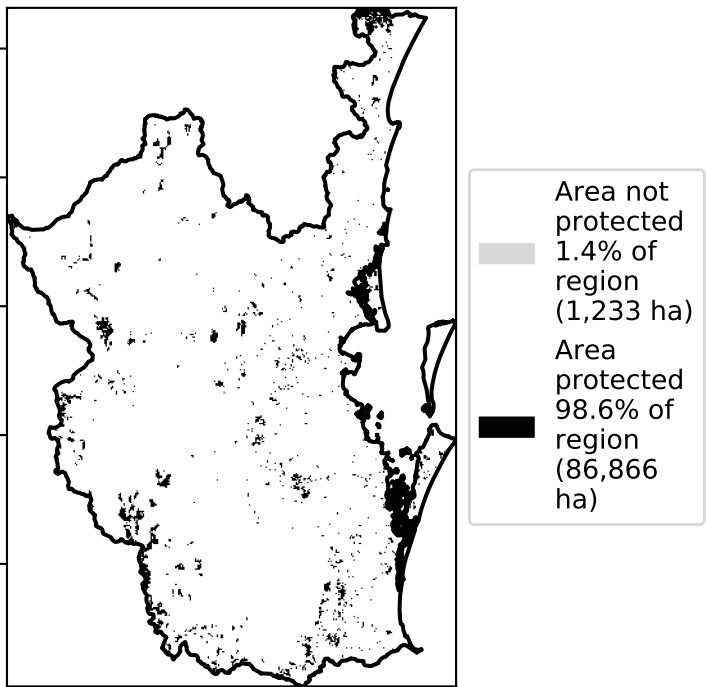 Area not
protected
1.4% of
region
(1,233 ha)
Area
protected
98.6% of
region
(86,866
ha)